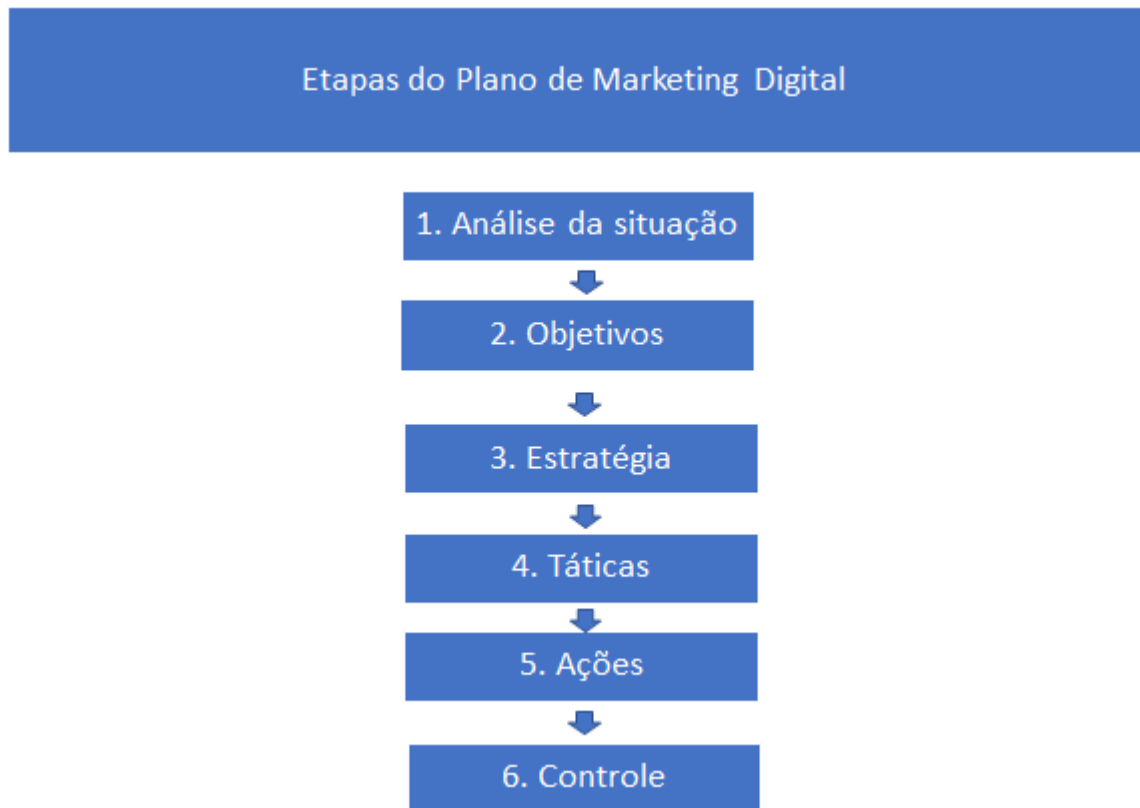 Etapas do Plano de Marketing Digital
1. Análise da situação
2. Objetivos
3. Estratégia
4. Táticas
5. Ações
6. Controle